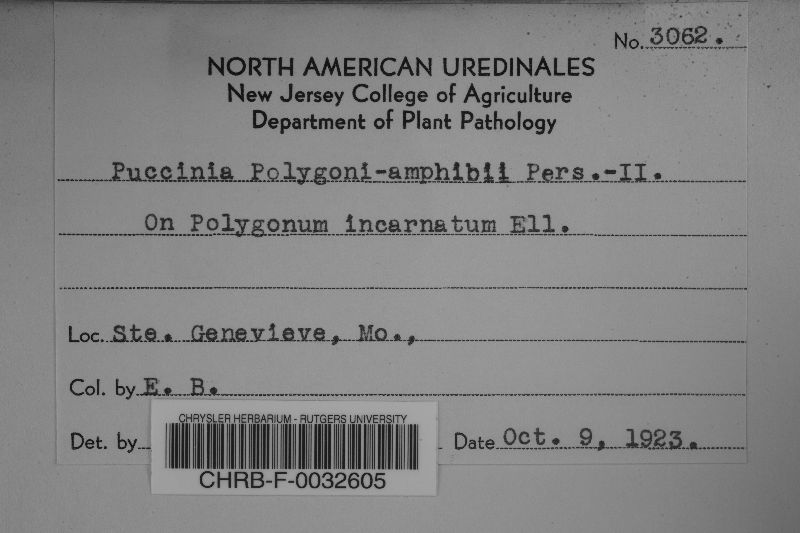 No. 3062.
NORTH AMERICAN UREDINALES
New Jersey College of Agriculture
Department of Plant Pathology
Puccinia Polygoni-amphibii Pers.-II.
On Polygonum incarnatum Ell.
Loc. Ste. Genevieve, Mo.,
Col. by E. B.
Det. by
Date Oct. 9, 1923.
CHRYSLER HERBARIUM - RUTGERS UNIVERSITY
CHRB-F-0032605